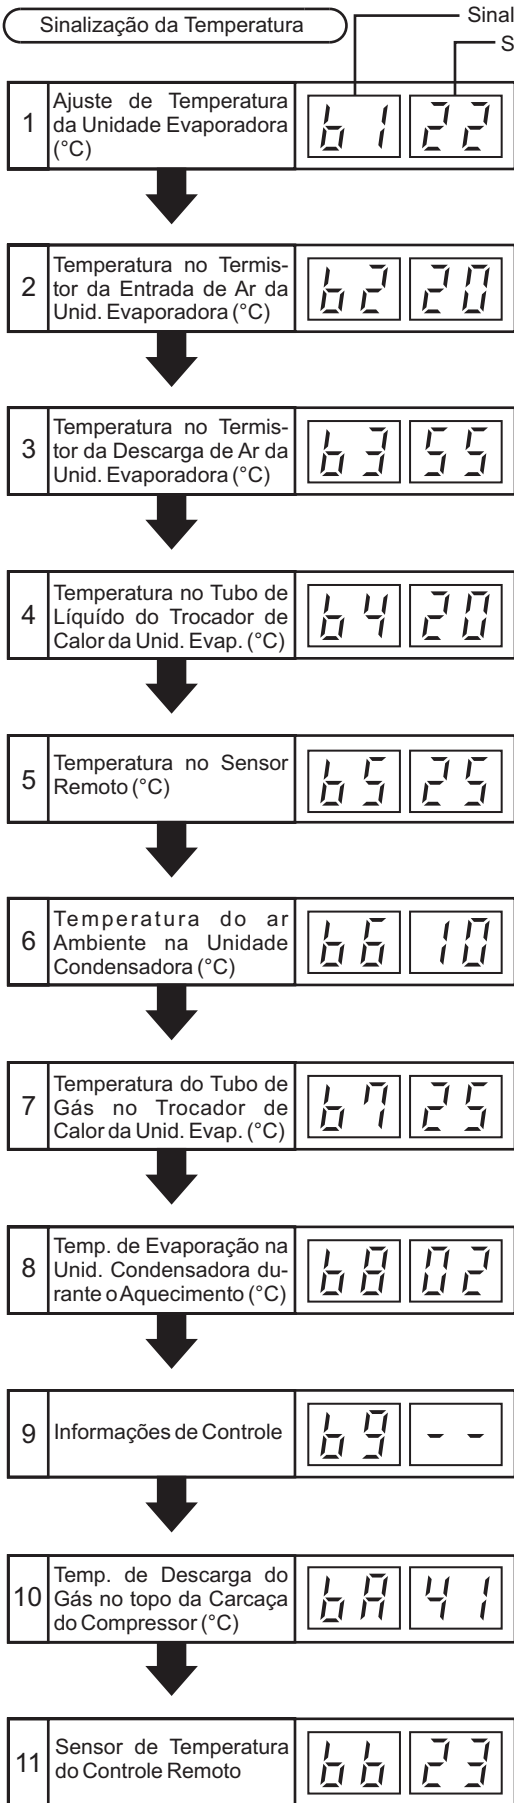 Sinalização da Temperatura
Sinal
S
1
Ajuste de Temperatura
da Unidade Evaporadora
(°C)
b1 22
2
Temperatura no Termis-
tor da Entrada de Ar da
Unid. Evaporadora (°C)
b2 20
3
Temperatura no Termis-
tor da Descarga de Ar da
Unid. Evaporadora (°C)
b3 55
4
Temperatura no Tubo de
Líquído do Trocador de
Calor da Unid. Evap. (°C)
b4 20
5
Temperatura no Sensor
Remoto (°C)
b5 25
6
Temperatura do ar
Ambiente na Unidade
Condensadora (°C)
b6 10
7
Temperatura do Tubo de
Gás no Trocador de
Calor da Unid. Evap. (°C)
b7 25
8
Temp. de Evaporação na
Unid. Condensadora du-
rante o Aquecimento (°C)
b8 02
9
Informações de Controle
b9 --
10
Temp. de Descarga do
Gás no topo da Carcaça
do Compressor (°C)
bA 41
11
Sensor de Temperatura
do Controle Remoto
bb 23